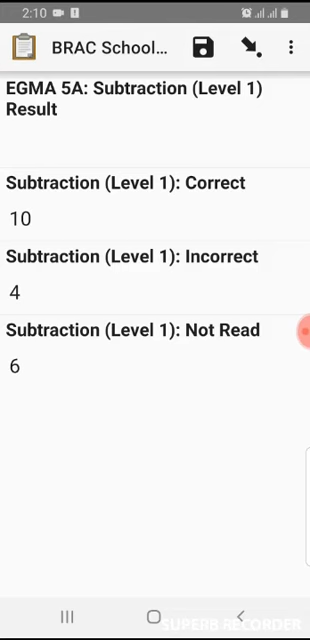 2:10
BRAC School...
EGMA 5A: Subtraction (Level 1)
Result
Subtraction (Level 1): Correct
10
Subtraction (Level 1): Incorrect
4
Subtraction (Level 1): Not Read
6
SUPERB RECORDER